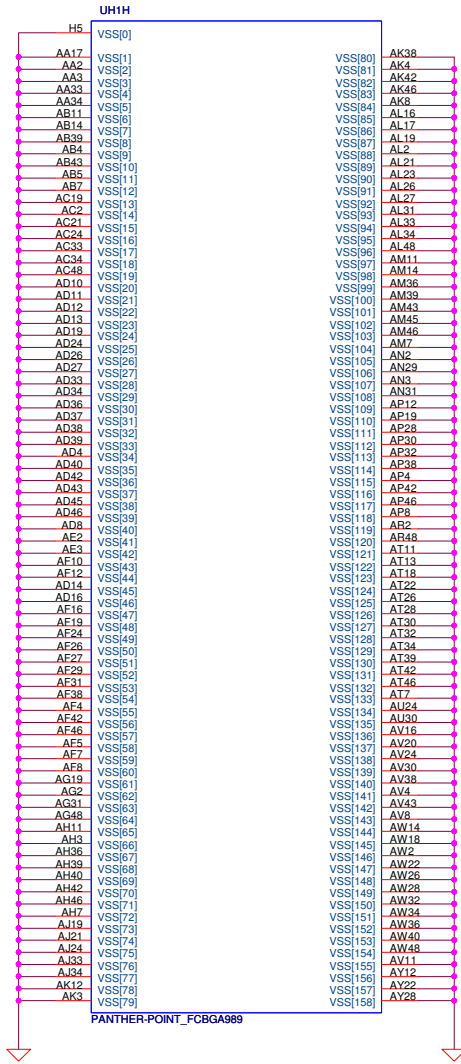 UH1H
H5 VSS[0]
AA17 VSS[1] VSS[80] AK38
AA2 VSS[2] VSS[81] AK4
AA3 VSS[3] VSS[82] AK42
AA33 VSS[4] VSS[83] AK46
AA34 VSS[5] VSS[84] AK8
AB11 VSS[6] VSS[85] AL16
AB14 VSS[7] VSS[86] AL17
AB39 VSS[8] VSS[87] AL19
AB4 VSS[9] VSS[88] AL2
AB43 VSS[10] VSS[89] AL21
AB5 VSS[11] VSS[90] AL23
AB7 VSS[12] VSS[91] AL26
AC19 VSS[13] VSS[92] AL27
AC2 VSS[14] VSS[93] AL31
AC21 VSS[15] VSS[94] AL33
AC24 VSS[16] VSS[95] AL34
AC33 VSS[17] VSS[96] AL48
AC34 VSS[18] VSS[97] AM11
AC48 VSS[19] VSS[98] AM14
AD10 VSS[20] VSS[99] AM36
AD11 VSS[21] VSS[100] AM39
AD12 VSS[22] VSS[101] AM43
AD13 VSS[23] VSS[102] AM45
AD19 VSS[24] VSS[103] AM46
AD24 VSS[25] VSS[104] AM7
AD26 VSS[26] VSS[105] AN2
AD27 VSS[27] VSS[106] AN29
AD33 VSS[28] VSS[107] AN3
AD34 VSS[29] VSS[108] AN31
AD36 VSS[30] VSS[109] AP12
AD37 VSS[31] VSS[110] AP19
AD38 VSS[32] VSS[111] AP28
AD39 VSS[33] VSS[112] AP30
AD4 VSS[34] VSS[113] AP32
AD40 VSS[35] VSS[114] AP38
AD42 VSS[36] VSS[115] AP4
AD43 VSS[37] VSS[116] AP42
AD45 VSS[38] VSS[117] AP46
AD46 VSS[39] VSS[118] AP8
AD8 VSS[40] VSS[119] AR2
AE2 VSS[41] VSS[120] AR48
AE3 VSS[42] VSS[121] AT11
AF10 VSS[43] VSS[122] AT13
AF12 VSS[44] VSS[123] AT18
AD14 VSS[45] VSS[124] AT22
AD16 VSS[46] VSS[125] AT26
AF16 VSS[47] VSS[126] AT28
AF19 VSS[48] VSS[127] AT30
AF24 VSS[49] VSS[128] AT32
AF26 VSS[50] VSS[129] AT34
AF27 VSS[51] VSS[130] AT39
AF29 VSS[52] VSS[131] AT42
AF31 VSS[53] VSS[132] AT46
AF38 VSS[54] VSS[133] AT7
AF4 VSS[55] VSS[134] AU24
AF42 VSS[56] VSS[135] AU30
AF46 VSS[57] VSS[136] AV16
AF5 VSS[58] VSS[137] AV20
AF7 VSS[59] VSS[138] AV24
AF8 VSS[60] VSS[139] AV30
AG19 VSS[61] VSS[140] AV38
AG2 VSS[62] VSS[141] AV4
AG31 VSS[63] VSS[142] AV43
AG48 VSS[64] VSS[143] AV8
AH11 VSS[65] VSS[144] AW14
AH3 VSS[66] VSS[145] AW18
AH36 VSS[67] VSS[146] AW2
AH39 VSS[68] VSS[147] AW22
AH40 VSS[69] VSS[148] AW26
AH42 VSS[70] VSS[149] AW28
AH46 VSS[71] VSS[150] AW32
AH7 VSS[72] VSS[151] AW34
AJ19 VSS[73] VSS[152] AW36
AJ21 VSS[74] VSS[153] AW40
AJ24 VSS[75] VSS[154] AW48
AJ33 VSS[76] VSS[155] AV11
AJ34 VSS[77] VSS[156] AY12
AK12 VSS[78] VSS[157] AY22
AK3 VSS[79] VSS[158] AY28
PANTHER-POINT_FCBGA989